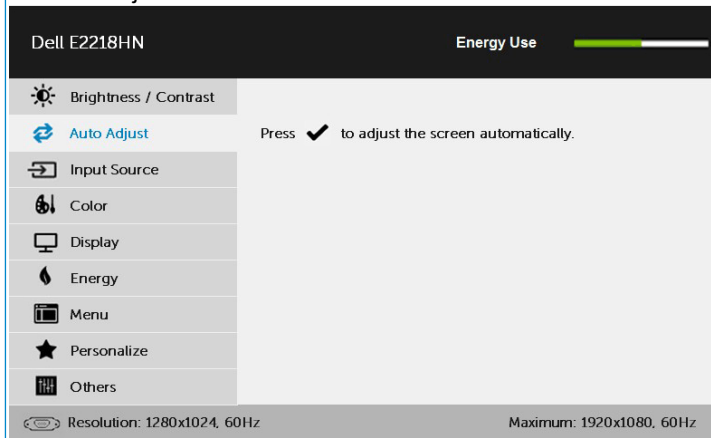 Dell E2218HN Energy Use
Brightness / Contrast
Auto Adjust Press ✔ to adjust the screen automatically.
Input Source
Color
Display
Energy
Menu
Personalize
Others
Resolution: 1280x1024, 60Hz Maximum: 1920x1080, 60Hz